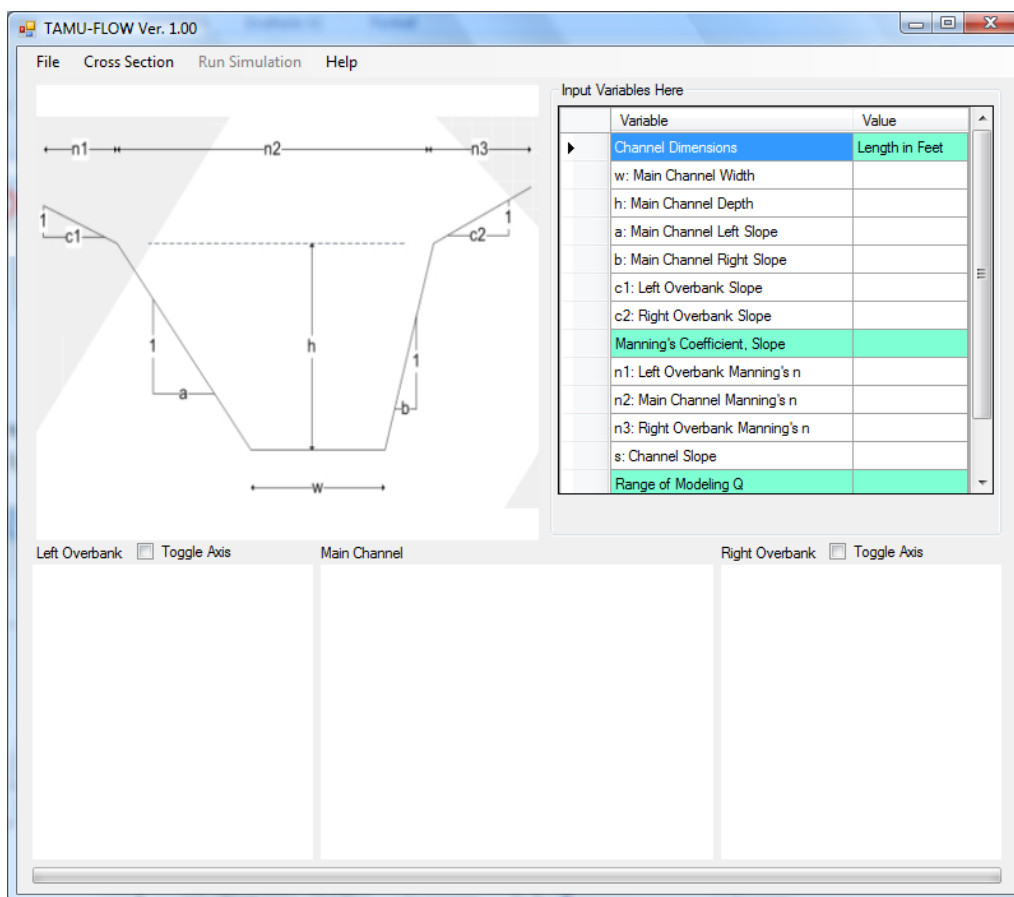 TAMU-FLOW Ver. 1.00
File Cross Section Run Simulation Help
Input Variables Here
Variable Value
Channel Dimensions Length in Feet
w: Main Channel Width
h: Main Channel Depth
a: Main Channel Left Slope
b: Main Channel Right Slope
c1: Left Overbank Slope
c2: Right Overbank Slope
Manning's Coefficient, Slope
n1: Left Overbank Manning's n
n2: Main Channel Manning's n
n3: Right Overbank Manning's n
s: Channel Slope
Range of Modeling Q
n1 n2 n3
1 1
c1 c2
1 h 1
a b
w
Left Overbank Toggle Axis Main Channel Right Overbank Toggle Axis